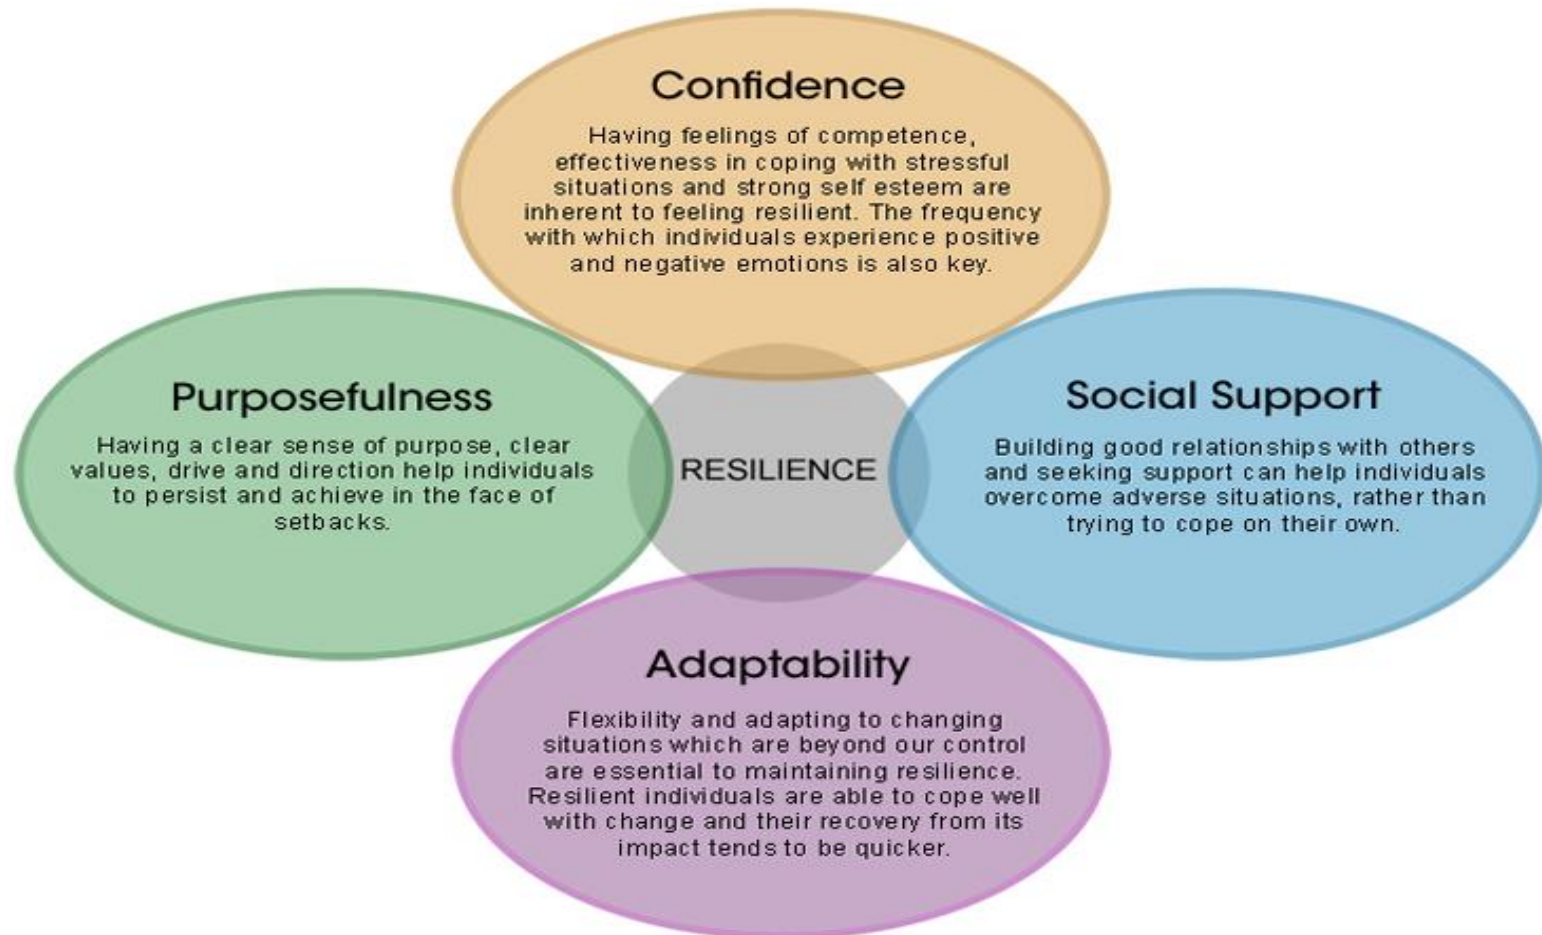 Confidence
Having feelings of competence,
effectiveness in coping with stressful
situations and strong self esteem are
inherent to feeling resilient. The frequency
with which individuals experience positive
and negative emotions is also key.
Purposefulness
Having a clear sense of purpose, clear
values, drive and direction help individuals
to persist and achieve in the face of
setbacks.
RESILIENCE
Social Support
Building good relationships with others
and seeking support can help individuals
overcome adverse situations, rather than
trying to cope on their own.
Adaptability
Flexibility and adapting to changing
situations which are beyond our control
are essential to maintaining resilience.
Resilient individuals are able to cope well
with change and their recovery from its
impact tends to be quicker.